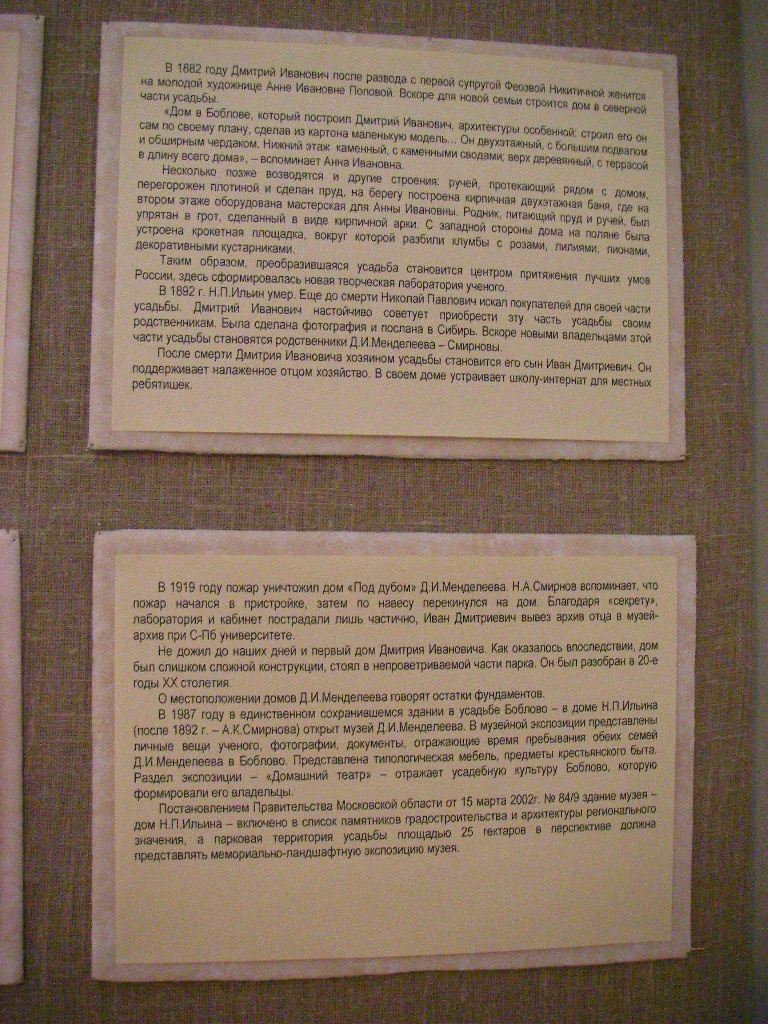 В 1882 году Дмитрий Иванович после развода с первой супругой Феозвой Никитичной женится
на молодой художнице Анне Ивановне Поповой. Вскоре для новой семьи строится дом в северной
части усадьбы.
«Дом в Боблове, который построил Дмитрий Иванович, архитектуры особенной: строил его он
сам по своему плану, сделав из картона маленькую модель... Он двухэтажный, с большим подвалом
и обширным чердаком. Нижний этаж каменный, с каменными сводами; верх деревянный, с террасой
в длину всего дома», – вспоминает Анна Ивановна.
Несколько позже возводятся и другие строения: ручей, протекающий рядом с домом,
перегорожен плотиной и сделан пруд, на берегу построена кирпичная двухэтажная баня, где на
втором этаже оборудована мастерская для Анны Ивановны. Родник, питающий пруд и ручей, был
упрятан в грот, сделанный в виде кирпичной арки. С западной стороны дома на поляне была
устроена крокетная площадка, вокруг которой разбили клумбы с розами, лилиями, пионами,
декоративными кустарниками.
Таким образом, преобразившаяся усадьба становится центром притяжения лучших умов
России, здесь сформировалась новая творческая лаборатория ученого.
В 1892 г. Н.П.Ильин умер. Еще до смерти Николай Павлович искал покупателей для своей части
усадьбы. Дмитрий Иванович настойчиво советует приобрести эту часть усадьбы своим
родственникам. Была сделана фотография и послана в Сибирь. Вскоре новыми владельцами этой
части усадьбы становятся родственники Д.И.Менделеева – Смирновы.
После смерти Дмитрия Ивановича хозяином усадьбы становится его сын Иван Дмитриевич. Он
поддерживает налаженное отцом хозяйство. В своем доме устраивает школу-интернат для местных
ребятишек.
В 1919 году пожар уничтожил дом «Под дубом» Д.И.Менделеева. Н.А.Смирнов вспоминает, что
пожар начался в пристройке, затем по навесу перекинулся на дом. Благодаря «секрету»,
лаборатория и кабинет пострадали лишь частично, Иван Дмитриевич вывез архив отца в музей-
архив при С-Пб университете.
Не дожил до наших дней и первый дом Дмитрия Ивановича. Как оказалось впоследствии, дом
был слишком сложной конструкции, стоял в непроветриваемой части парка. Он был разобран в 20-е
годы XX столетия.
О местоположении домов Д.И.Менделеева говорят остатки фундаментов.
В 1987 году в единственном сохранившемся здании в усадьбе Боблово – в доме Н.П.Ильина
(после 1892 г. – А.К.Смирнова) открыт музей Д.И.Менделеева. В музейной экспозиции представлены
личные вещи ученого, фотографии, документы, отражающие время пребывания обеих семей
Д.И.Менделеева в Боблово. Представлена типологическая мебель, предметы крестьянского быта.
Раздел экспозиции – «Домашний театр» – отражает усадебную культуру Боблово, которую
формировали его владельцы.
Постановлением Правительства Московской области от 15 марта 2002г. № 84/9 здание музея –
дом Н.П.Ильина – включено в список памятников градостроительства и архитектуры регионального
значения, а парковая территория усадьбы площадью 25 гектаров в перспективе должна
представлять мемориально-ландшафтную экспозицию музея.